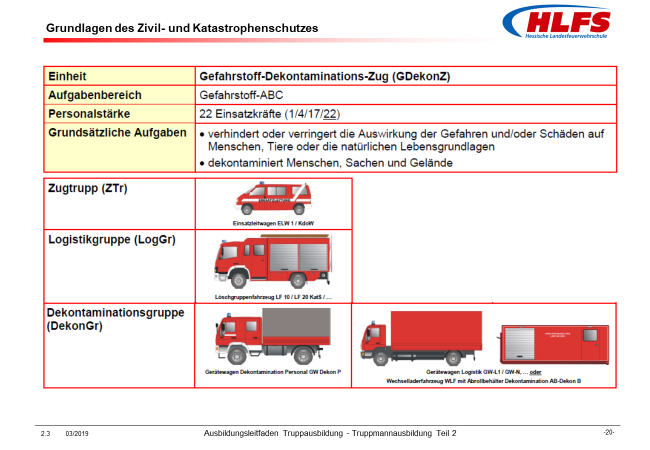 Grundlagen des Zivil- und Katastrophenschutzes
HLFS
Hessische Landesfeuerwehrschule
Einheit
Gefahrstoff-Dekontaminations-Zug (GDekonZ)
Aufgabenbereich
Gefahrstoff-ABC
Personalstärke
22 Einsatzkräfte (1/4/17/22)
Grundsätzliche Aufgaben
• verhindert oder verringert die Auswirkung der Gefahren und/oder Schäden auf
Menschen, Tiere oder die natürlichen Lebensgrundlagen
• dekontaminiert Menschen, Sachen und Gelände
Zugtrupp (ZTr)
Einsatzleitwagen ELW 1 / KdoW
Logistikgruppe (LogGr)
Löschgruppenfahrzeug LF 10 / LF 20 KatS / ...
Dekontaminationsgruppe
(DekonGr)
Gerätewagen Dekontamination Personal GW Dekon P
Gerätewagen Logistik GW-L1 / GW-N, ... oder
Wechselladerfahrzeug WLF mit Abrollbehälter Dekontamination AB-Dekon B
2.3
03/2019
Ausbildungsleitfaden Truppausbildung - Truppmannausbildung Teil 2
-20-